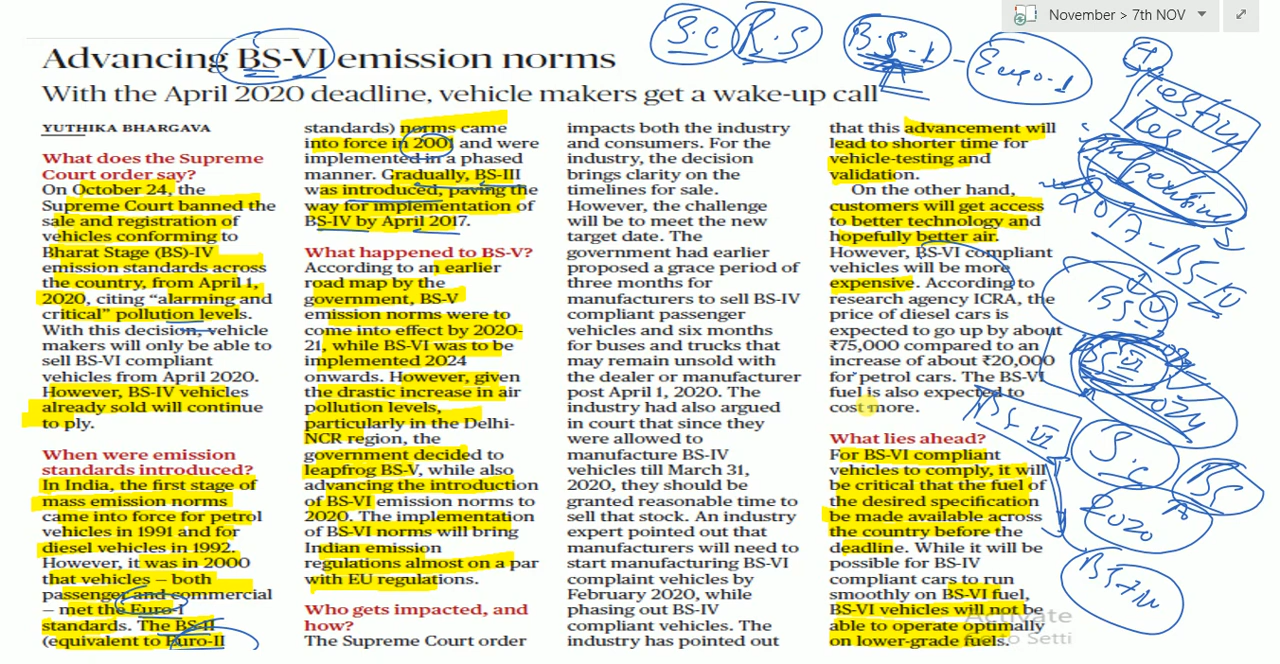 November > 7th NOV
Advancing BS-VI emission norms
With the April 2020 deadline, vehicle makers get a wake-up call
S.C
R.S
B.S-1
- Euro-1
YUTHIKA BHARGAVA
What does the Supreme
Court order say?
On October 24, the
Supreme Court banned the
sale and registration of
vehicles conforming to
Bharat Stage (BS)-IV
emission standards across
the country, from April 1,
2020, citing “alarming and
critical” pollution levels.
With this decision, vehicle
makers will only be able to
sell BS-VI compliant
vehicles from April 2020.
However, BS-IV vehicles
already sold will continue
to ply.
When were emission
standards introduced?
In India, the first stage of
mass emission norms
came into force for petrol
vehicles in 1991 and for
diesel vehicles in 1992.
However, it was in 2000
that vehicles — both
passenger and commercial
— met the Euro-I
standards. The BS-II
(equivalent to Euro-II
standards) norms came
into force in 2001 and were
implemented in a phased
manner. Gradually, BS-III
was introduced, paving the
way for implementation of
BS-IV by April 2017.
What happened to BS-V?
According to an earlier
road map by the
government, BS-V
emission norms were to
come into effect by 2020-
21, while BS-VI was to be
implemented 2024
onwards. However, given
the drastic increase in air
pollution levels,
particularly in the Delhi-
NCR region, the
government decided to
leapfrog BS-V, while also
advancing the introduction
of BS-VI emission norms to
2020. The implementation
of BS-VI norms will bring
Indian emission
regulations almost on a par
with EU regulations.
Who gets impacted, and
how?
The Supreme Court order
impacts both the industry
and consumers. For the
industry, the decision
brings clarity on the
timelines for sale.
However, the challenge
will be to meet the new
target date. The
government had earlier
proposed a grace period of
three months for
manufacturers to sell BS-IV
compliant passenger
vehicles and six months
for buses and trucks that
may remain unsold with
the dealer or manufacturer
post April 1, 2020. The
industry had also argued
in court that since they
were allowed to
manufacture BS-IV
vehicles till March 31,
2020, they should be
granted reasonable time to
sell that stock. An industry
expert pointed out that
manufacturers will need to
start manufacturing BS-VI
complaint vehicles by
February 2020, while
phasing out BS-IV
compliant vehicles. The
industry has pointed out
that this advancement will
lead to shorter time for
vehicle-testing and
validation.
On the other hand,
customers will get access
to better technology and
hopefully better air.
However, BS-VI compliant
vehicles will be more
expensive. According to
research agency ICRA, the
price of diesel cars is
expected to go up by about
₹75,000 compared to an
increase of about ₹20,000
for petrol cars. The BS-VI
fuel is also expected to
cost more.
What lies ahead?
For BS-VI compliant
vehicles to comply, it will
be critical that the fuel of
the desired specification
be made available across
the country before the
deadline. While it will be
possible for BS-IV
compliant cars to run
smoothly on BS-VI fuel,
BS-VI vehicles will not be
able to operate optimally
on lower-grade fuels.
2017 - BS-IV
BS-V
BS VI
BS-VI
S.C
2020
Activate
to Setti